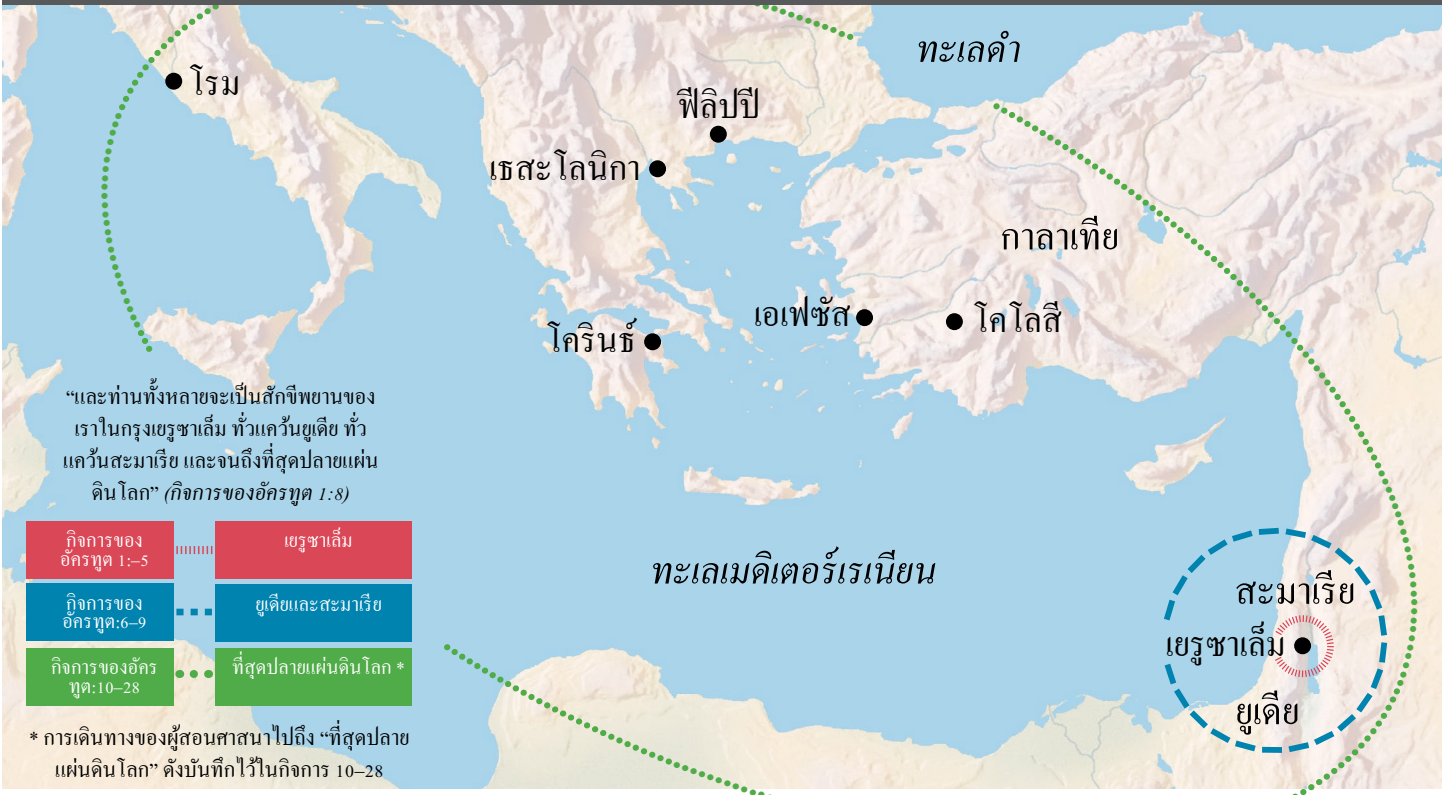 ทะเลดำ
โรม
ฟีลิปปี
เธสะโลนิกา
กาลาเทีย
เอเฟซัส
โคโลสี
โครินธ์
“และท่านทั้งหลายจะเป็นสักขีพยานของ
เราในกรุงเยรูซาเล็ม ทั่วแคว้นยูเดีย ทั่ว
แคว้นสะมาเรีย และจนถึงที่สุดปลายแผ่น
ดินโลก” (กิจการของอัครทูต 1:8)
กิจการของ
อัครทูต 1:–5
เยรูซาเล็ม
กิจการของ
อัครทูต:6–9
ยูเดียและสะมาเรีย
กิจการของอัคร
ทูต:10–28
ที่สุดปลายแผ่นดินโลก *
* การเดินทางของผู้สอนศาสนาไปถึง “ที่สุดปลาย
แผ่นดินโลก” ดังบันทึกไว้ในกิจการ 10–28
ทะเลเมดิเตอร์เรเนียน
สะมาเรีย
เยรูซาเล็ม
ยูเดีย